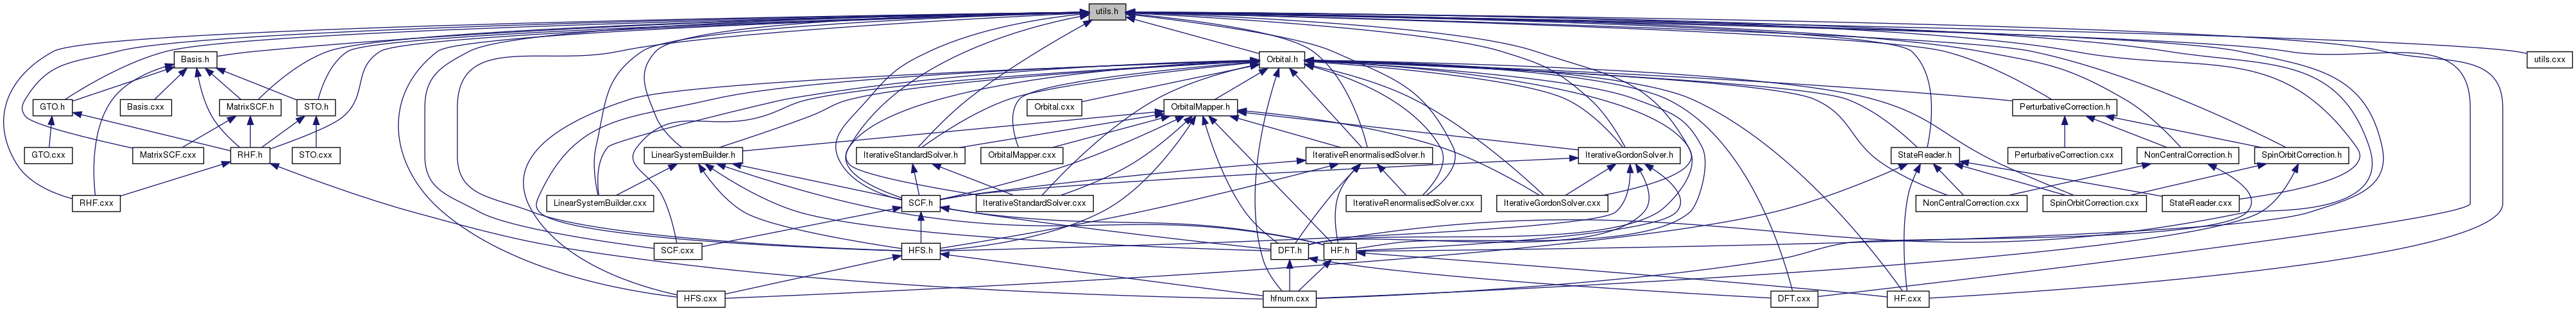 utils.h
Basis.h
Orbital.h
utils.cxx
GTO.h
Basis.cxx
MatrixSCF.h
STO.h
Orbital.cxx
OrbitalMapper.h
PerturbativeCorrection.h
GTO.cxx
MatrixSCF.cxx
RHF.h
STO.cxx
LinearSystemBuilder.h
IterativeStandardSolver.h
OrbitalMapper.cxx
IterativeRenormalisedSolver.h
IterativeGordonSolver.h
StateReader.h
PerturbativeCorrection.cxx
NonCentralCorrection.h
SpinOrbitCorrection.h
RHF.cxx
LinearSystemBuilder.cxx
SCF.h
IterativeStandardSolver.cxx
IterativeRenormalisedSolver.cxx
IterativeGordonSolver.cxx
NonCentralCorrection.cxx
SpinOrbitCorrection.cxx
StateReader.cxx
SCF.cxx
HFS.h
DFT.h
HF.h
HFS.cxx
hfnum.cxx
DFT.cxx
HF.cxx